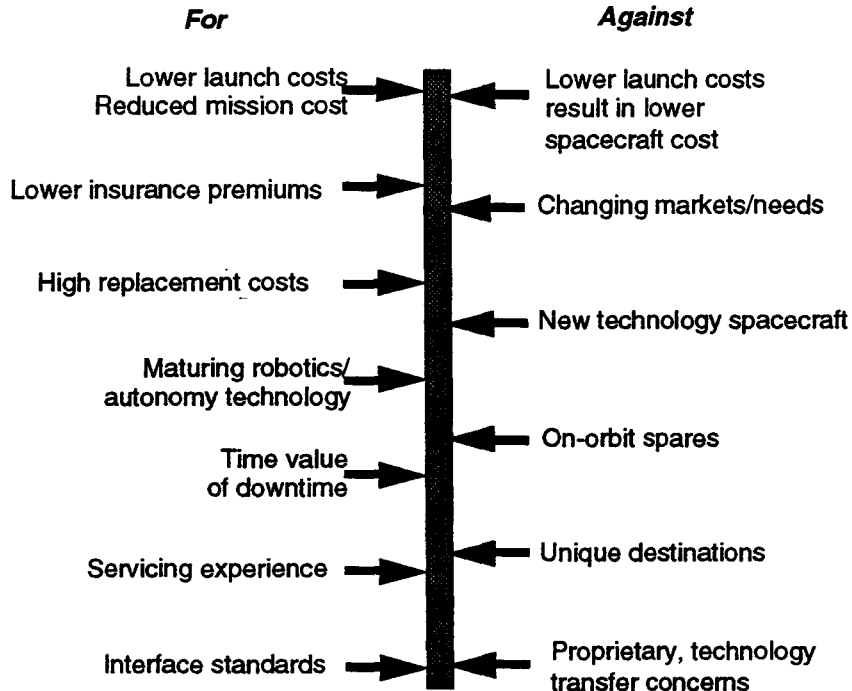 For
Against
Lower launch costs
Reduced mission cost
Lower launch costs
result in lower
spacecraft cost
Lower insurance premiums
Changing markets/needs
High replacement costs
New technology spacecraft
Maturing robotics/
autonomy technology
On-orbit spares
Time value
of downtime
Unique destinations
Servicing experience
Interface standards
Proprietary, technology
transfer concerns